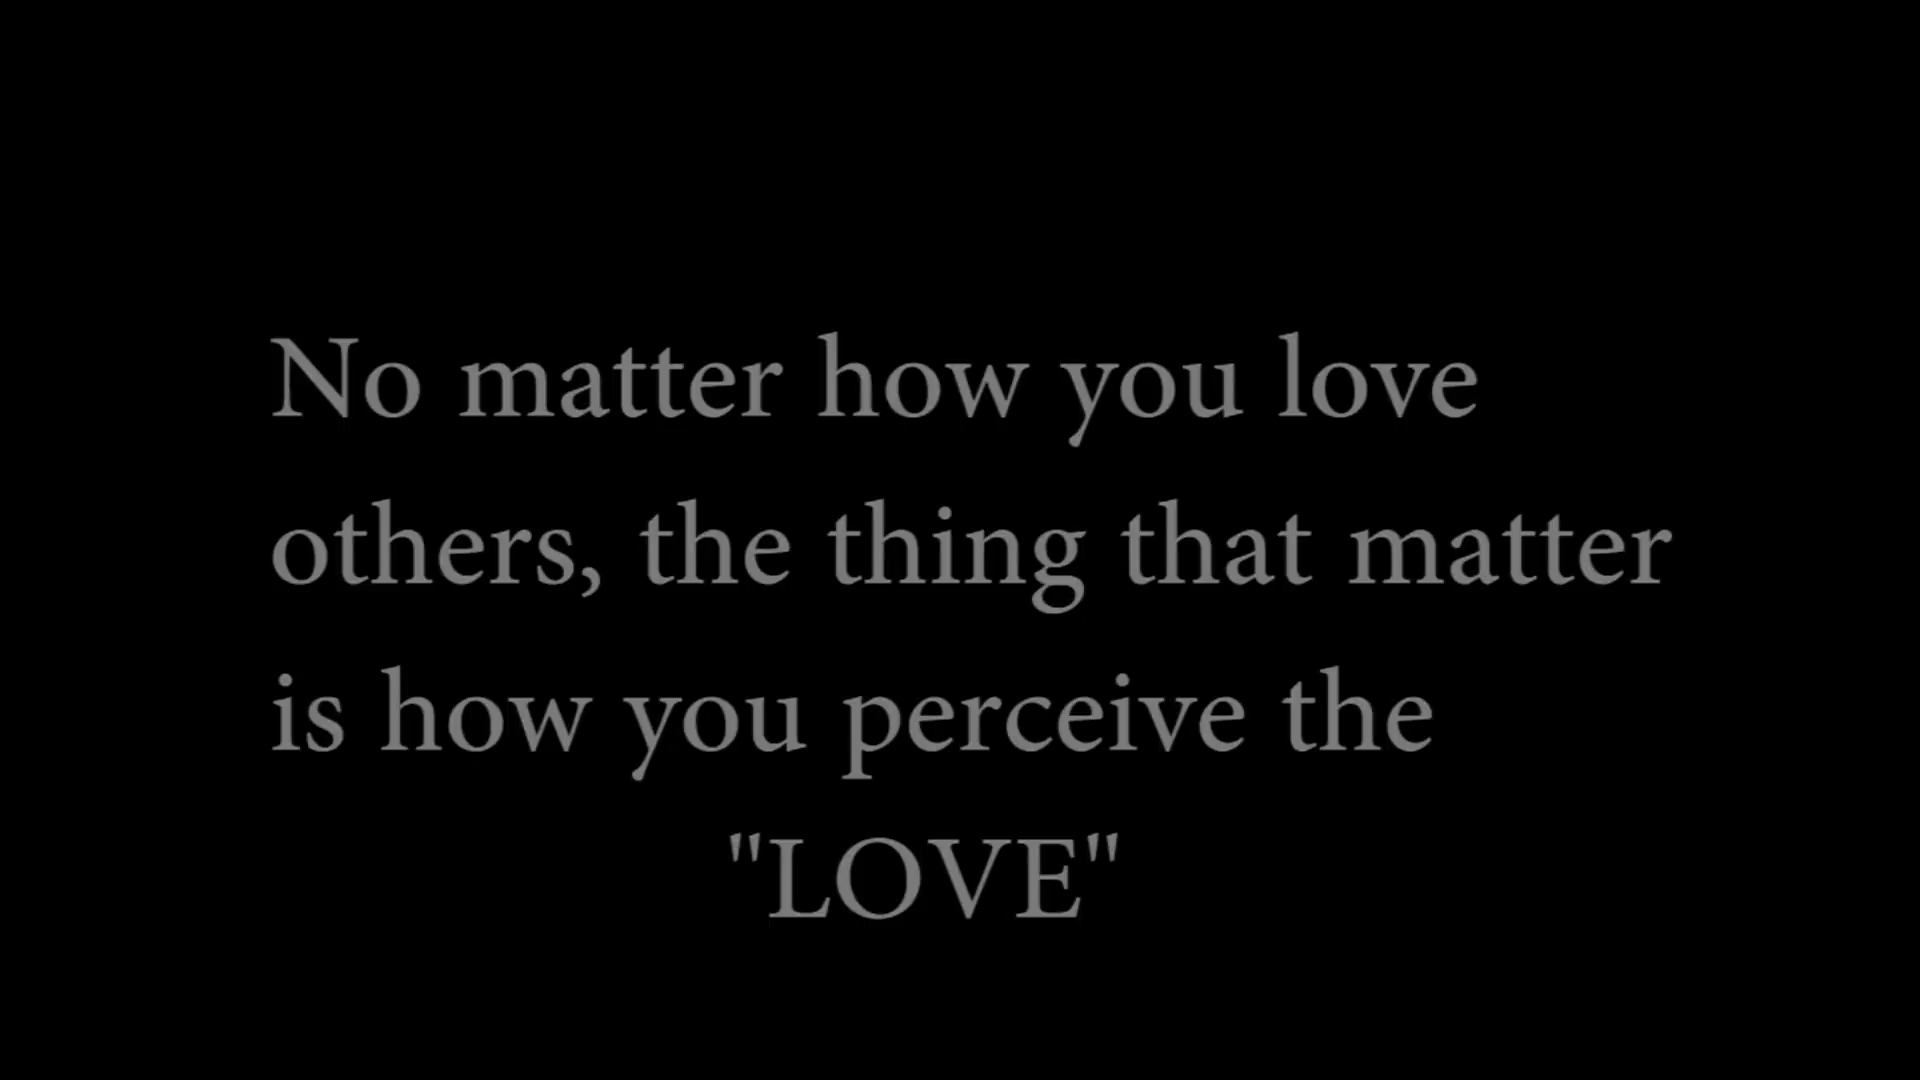 No matter how you love
others, the thing that matter
is how you perceive the
"LOVE"